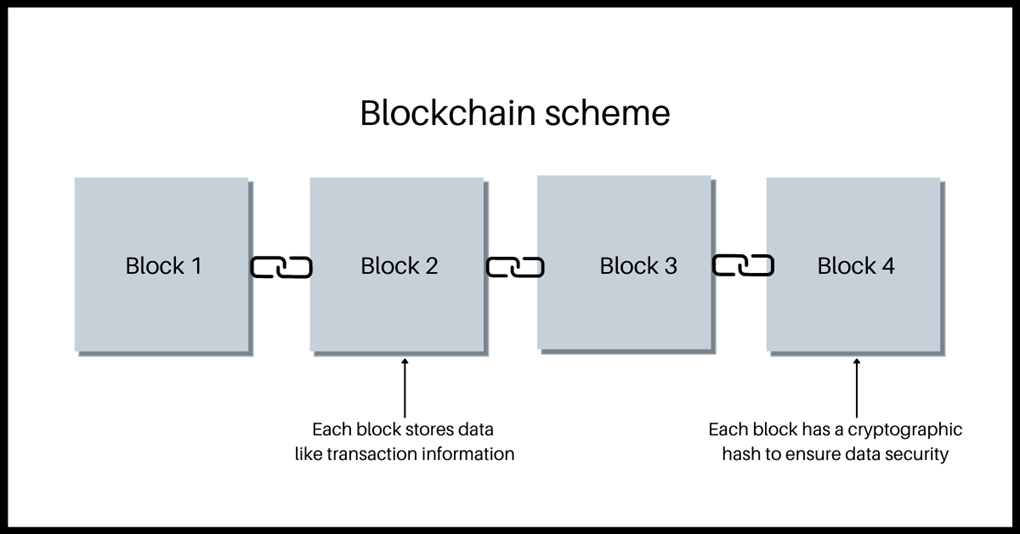 Blockchain scheme
Block 1
Block 2
Block 3
Block 4
Each block stores data
like transaction information
Each block has a cryptographic
hash to ensure data security